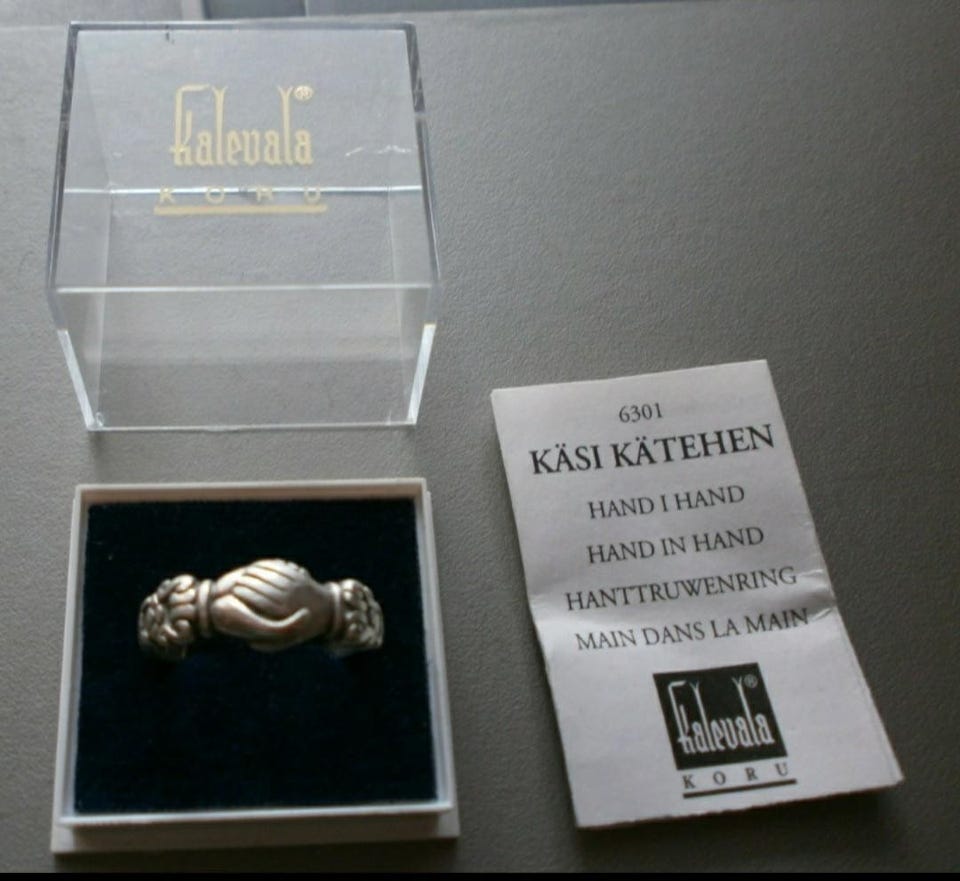 Kalevala®
KORU
6301
KÄSI KÄTEHEN
HAND I HAND
HAND IN HAND
HANTTRUWENRING
MAIN DANS LA MAIN
Kalevala®
KORU